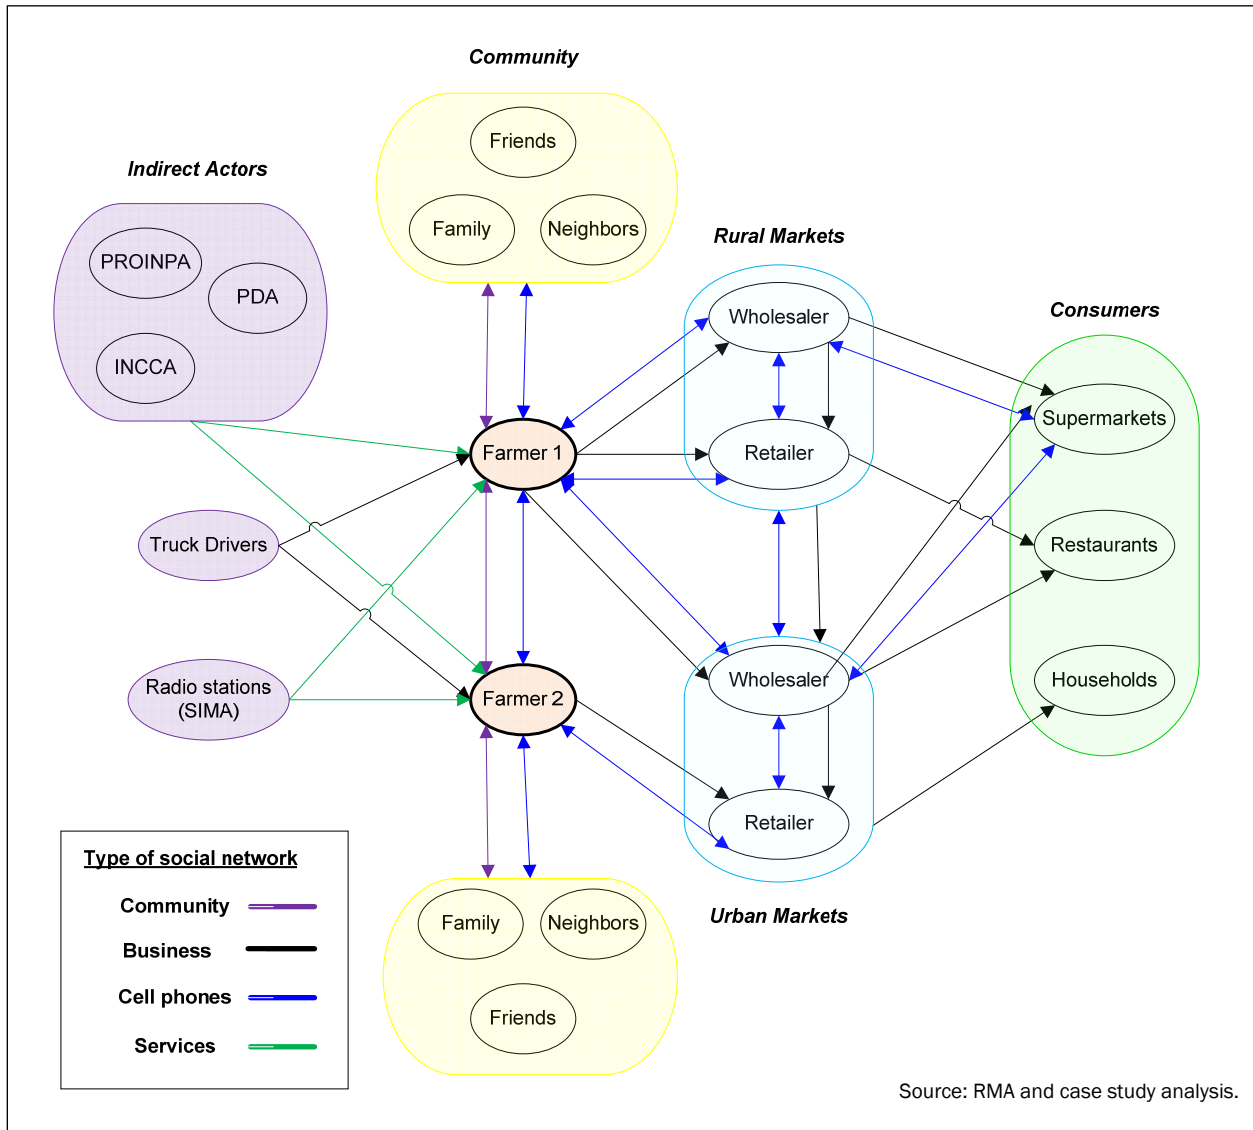 Community
Friends
Family
Neighbors
Indirect Actors
PROINPA
PDA
INCCA
Rural Markets
Wholesaler
Retailer
Consumers
Supermarkets
Restaurants
Households
Farmer 1
Truck Drivers
Radio stations
(SIMA)
Farmer 2
Wholesaler
Retailer
Urban Markets
Family
Neighbors
Friends
Type of social network
Community
Business
Cell phones
Services
Source: RMA and case study analysis.